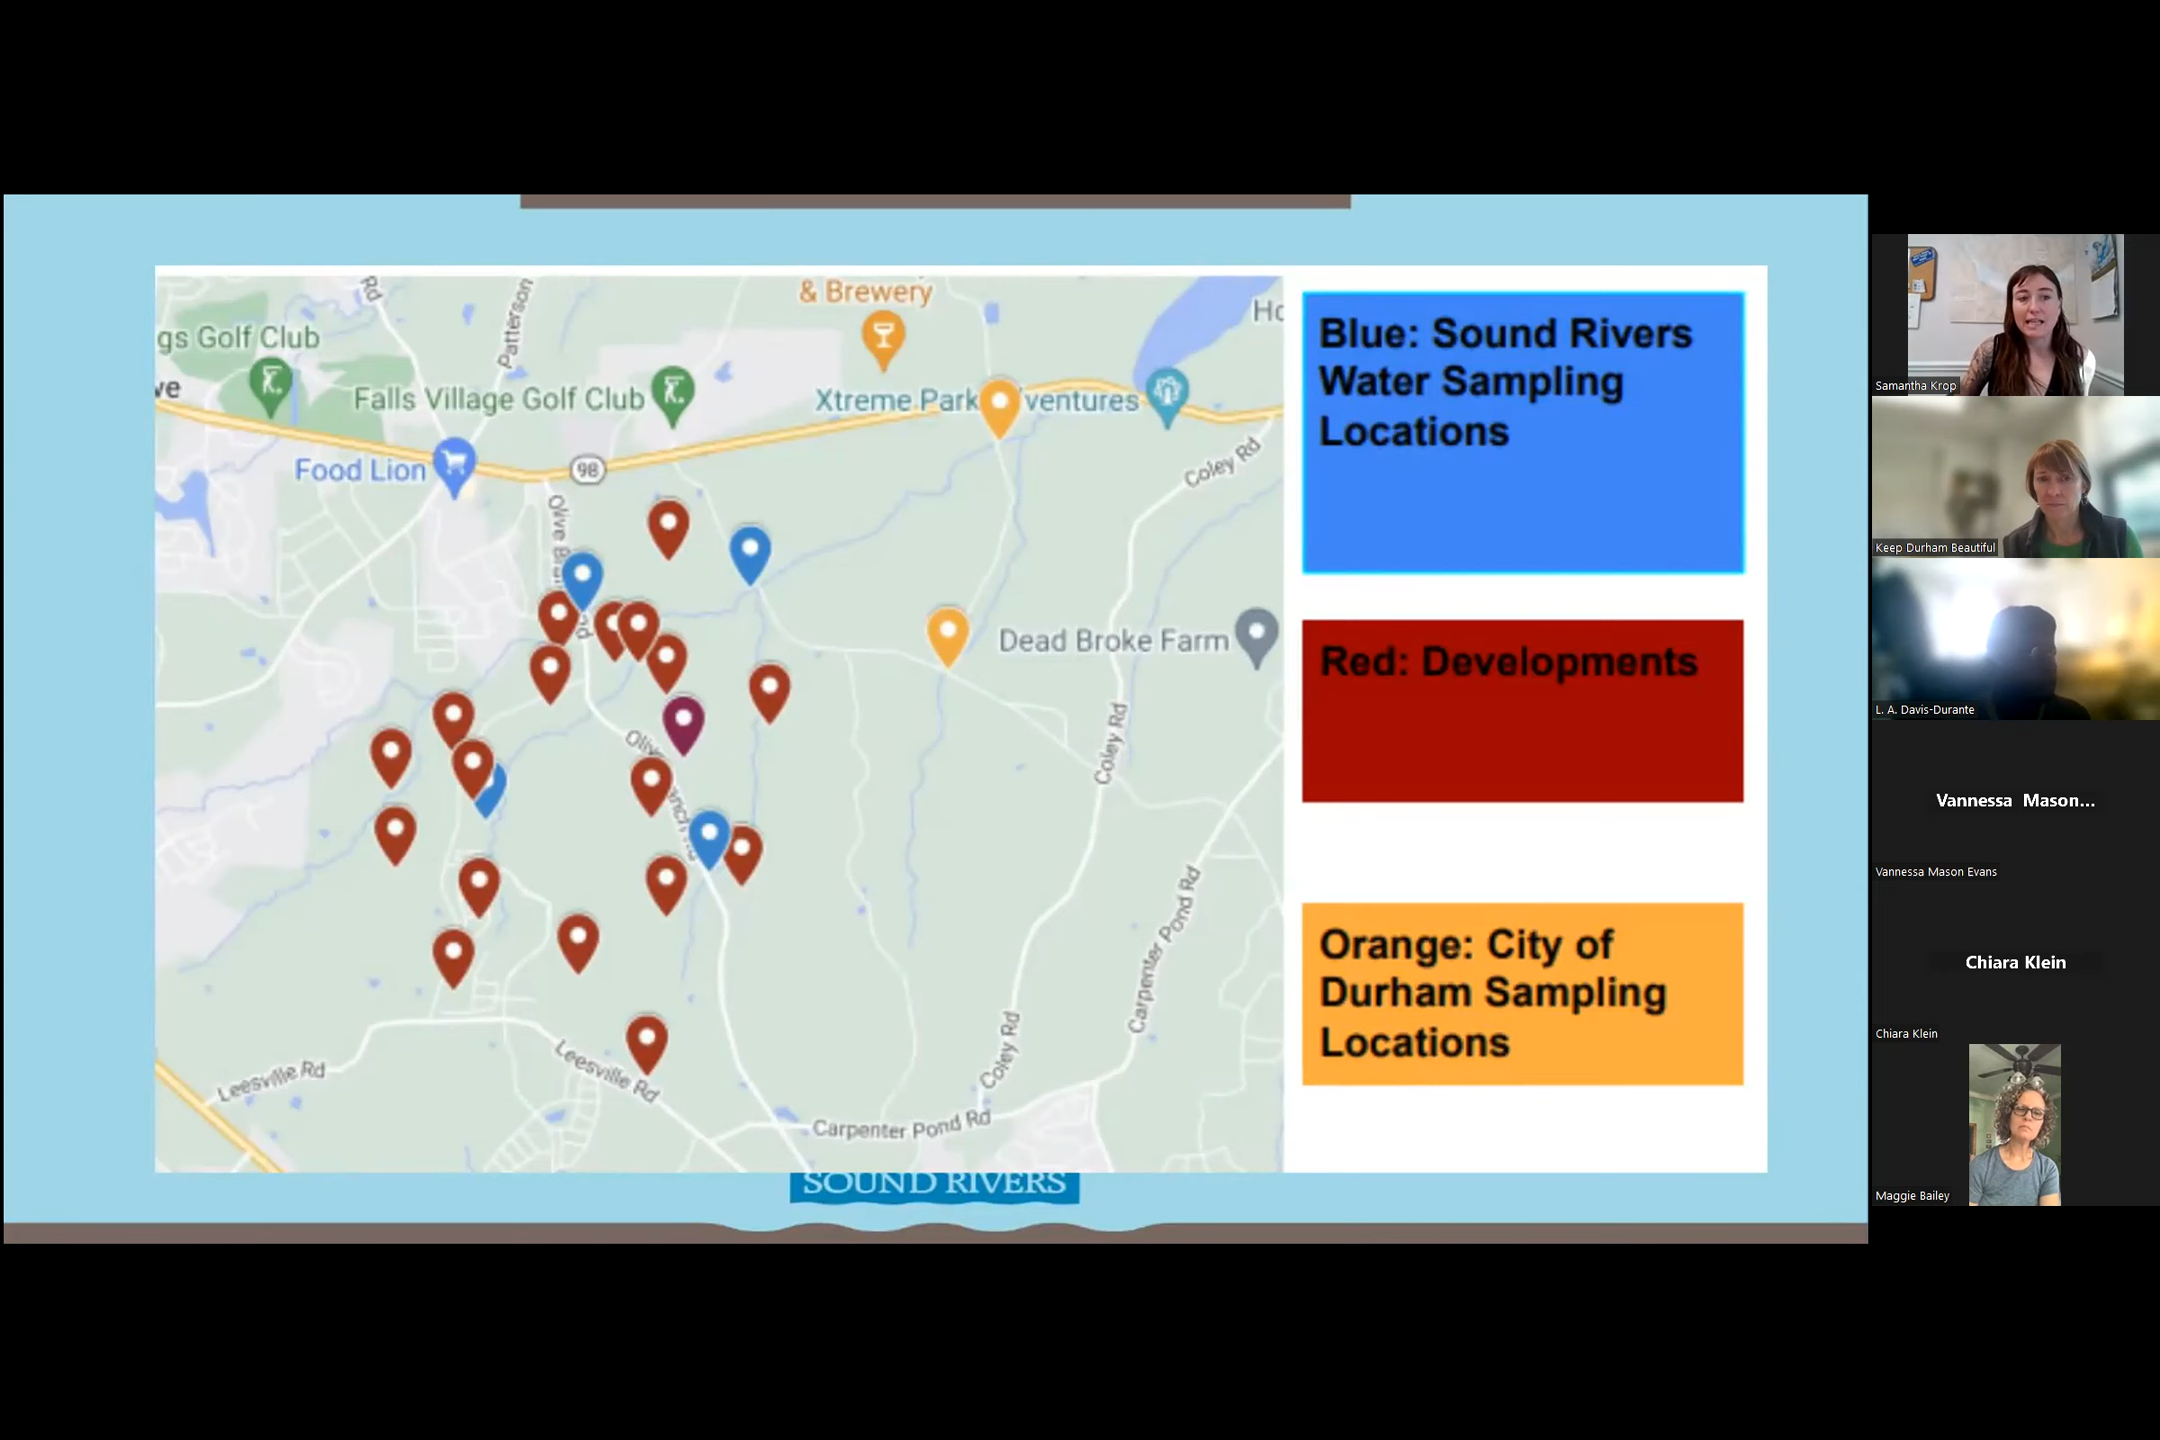 & Brewery
Ho
gs Golf Club
Patterson
Rd
ve
Falls Village Golf Club
Xtreme Park
ventures
Food Lion
98
Coley Rd
Dead Broke Farm
Coley Rd
Leesville Rd
Leesville Rd
Coley Rd
Carpenter Pond Rd
Carpenter Pond Rd
Blue: Sound Rivers
Water Sampling
Locations
Red: Developments
Orange: City of
Durham Sampling
Locations
SOUND RIVERS
Samantha Krop
Keep Durham Beautiful
L. A. Davis-Durante
Vannessa Mason...
Vannessa Mason Evans
Chiara Klein
Chiara Klein
Maggie Bailey